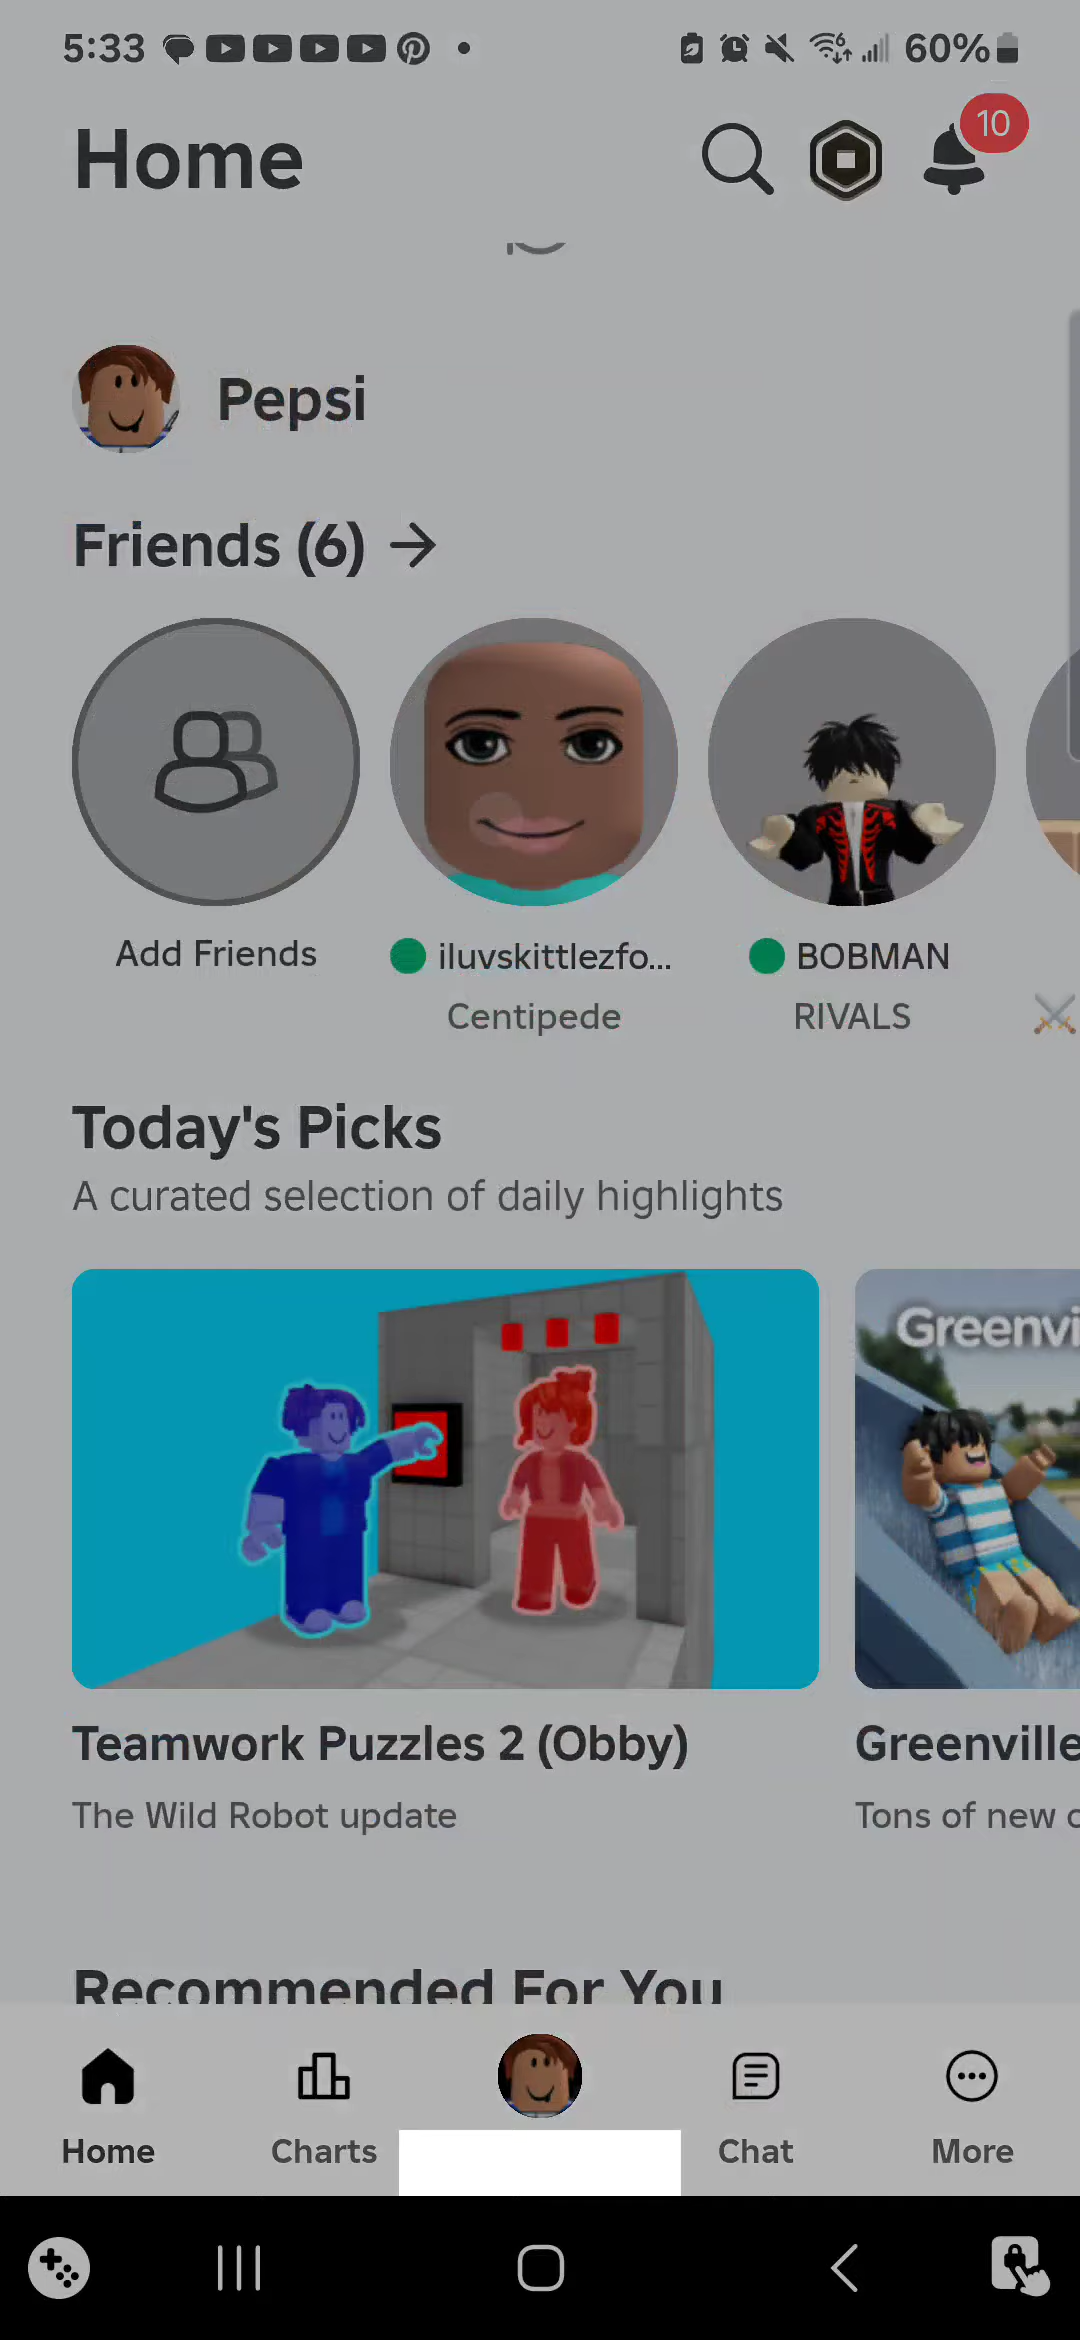 5:33
60%
Home
10
Pepsi
Friends (6)
Add Friends
iluvskittlezfo...
BOBMAN
Centipede
RIVALS
Today's Picks
A curated selection of daily highlights
Greenvi
Teamwork Puzzles 2 (Obby)
Greenville
The Wild Robot update
Tons of new c
Recommended For You
Home
Charts
Chat
More